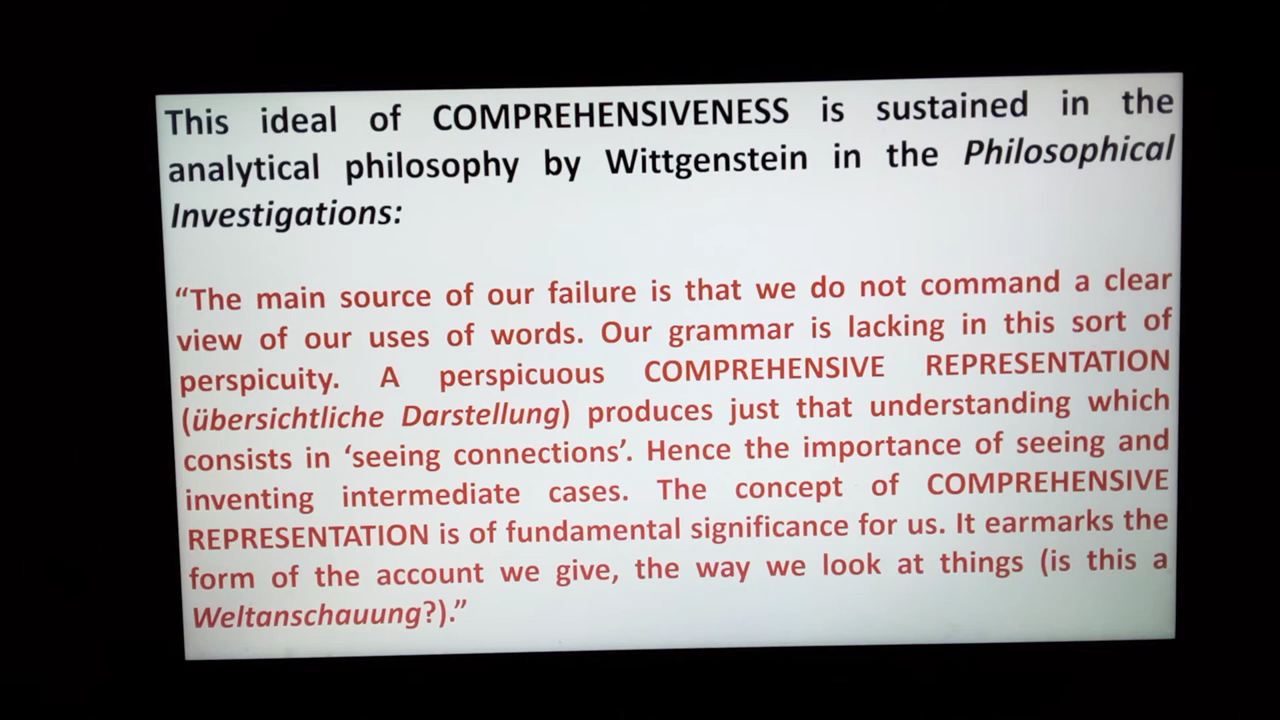 This ideal of COMPREHENSIVENESS is sustained in the
analytical philosophy by Wittgenstein in the Philosophical
Investigations:
“The main source of our failure is that we do not command a clear
view of our uses of words. Our grammar is lacking in this sort of
perspicuity. A perspicuous COMPREHENSIVE REPRESENTATION
(übersichtliche Darstellung) produces just that understanding which
consists in ‘seeing connections’. Hence the importance of seeing and
inventing intermediate cases. The concept of COMPREHENSIVE
REPRESENTATION is of fundamental significance for us. It earmarks the
form of the account we give, the way we look at things (is this a
Weltanschauung?).”